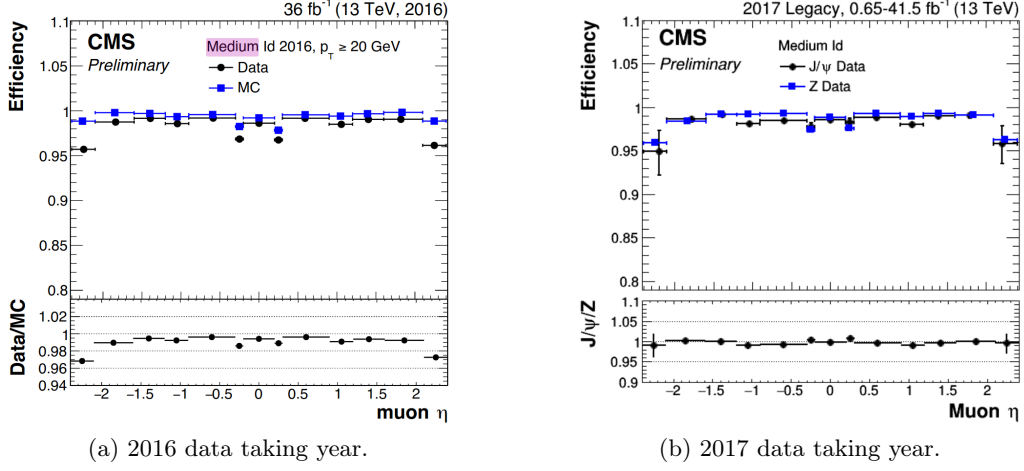 36 fb⁻¹ (13 TeV, 2016)
Efficiency
1.1
1.05
1
0.95
0.9
0.85
0.8
CMS
Preliminary
Medium Id 2016, p_T ≥ 20 GeV
Data
MC
Data/MC
1.02
1
0.98
0.96
0.94
−2 −1.5 −1 −0.5 0 0.5 1 1.5 2
muon η
(a) 2016 data taking year.
2017 Legacy, 0.65-41.5 fb⁻¹ (13 TeV)
Efficiency
1.1
1.05
1
0.95
0.9
0.85
0.8
CMS
Preliminary
Medium Id
J/ψ Data
Z Data
J/ψ/Z
1.1
1.05
1
0.95
0.9
−2 −1.5 −1 −0.5 0 0.5 1 1.5 2
Muon η
(b) 2017 data taking year.